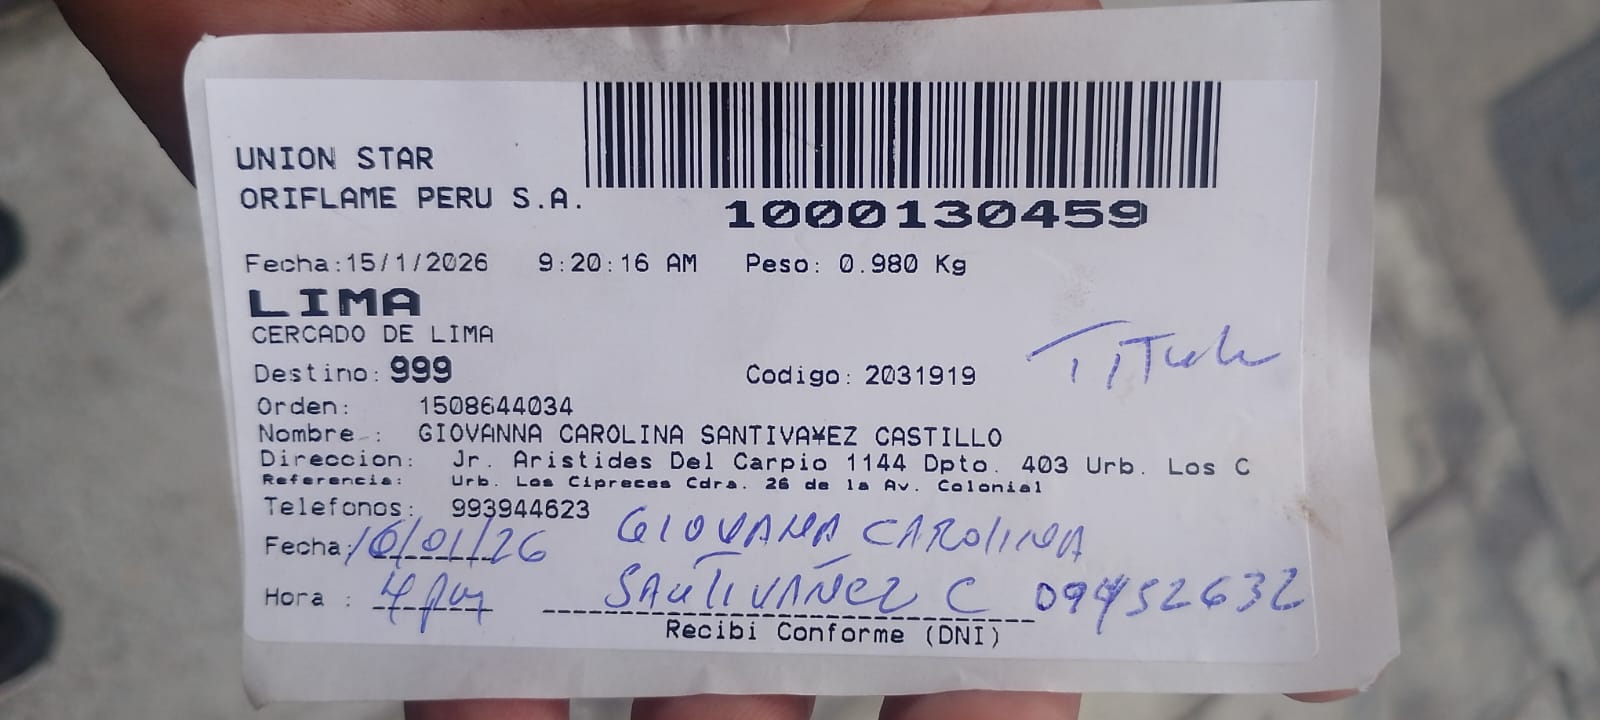 UNION STAR
ORIFLAME PERU S.A.
1000130459
Fecha:15/1/2026 9:20:16 AM Peso: 0.980 Kg
LIMA
CERCADO DE LIMA
Destino: 999 Codigo: 2031919
Orden: 1508644034
Nombre : GIOVANNA CAROLINA SANTIVA¥EZ CASTILLO
Direccion: Jr. Aristides Del Carpio 1144 Dpto. 403 Urb. Los C
Referencia: Urb. Los Cipreces Cdra. 26 de la Av. Colonial
Telefonos: 993944623
GIOVANA CAROLINA
Fecha: 16/01/26
Hora : 4 pm SANTIVAÑEZ C
Recibi Conforme (DNI)